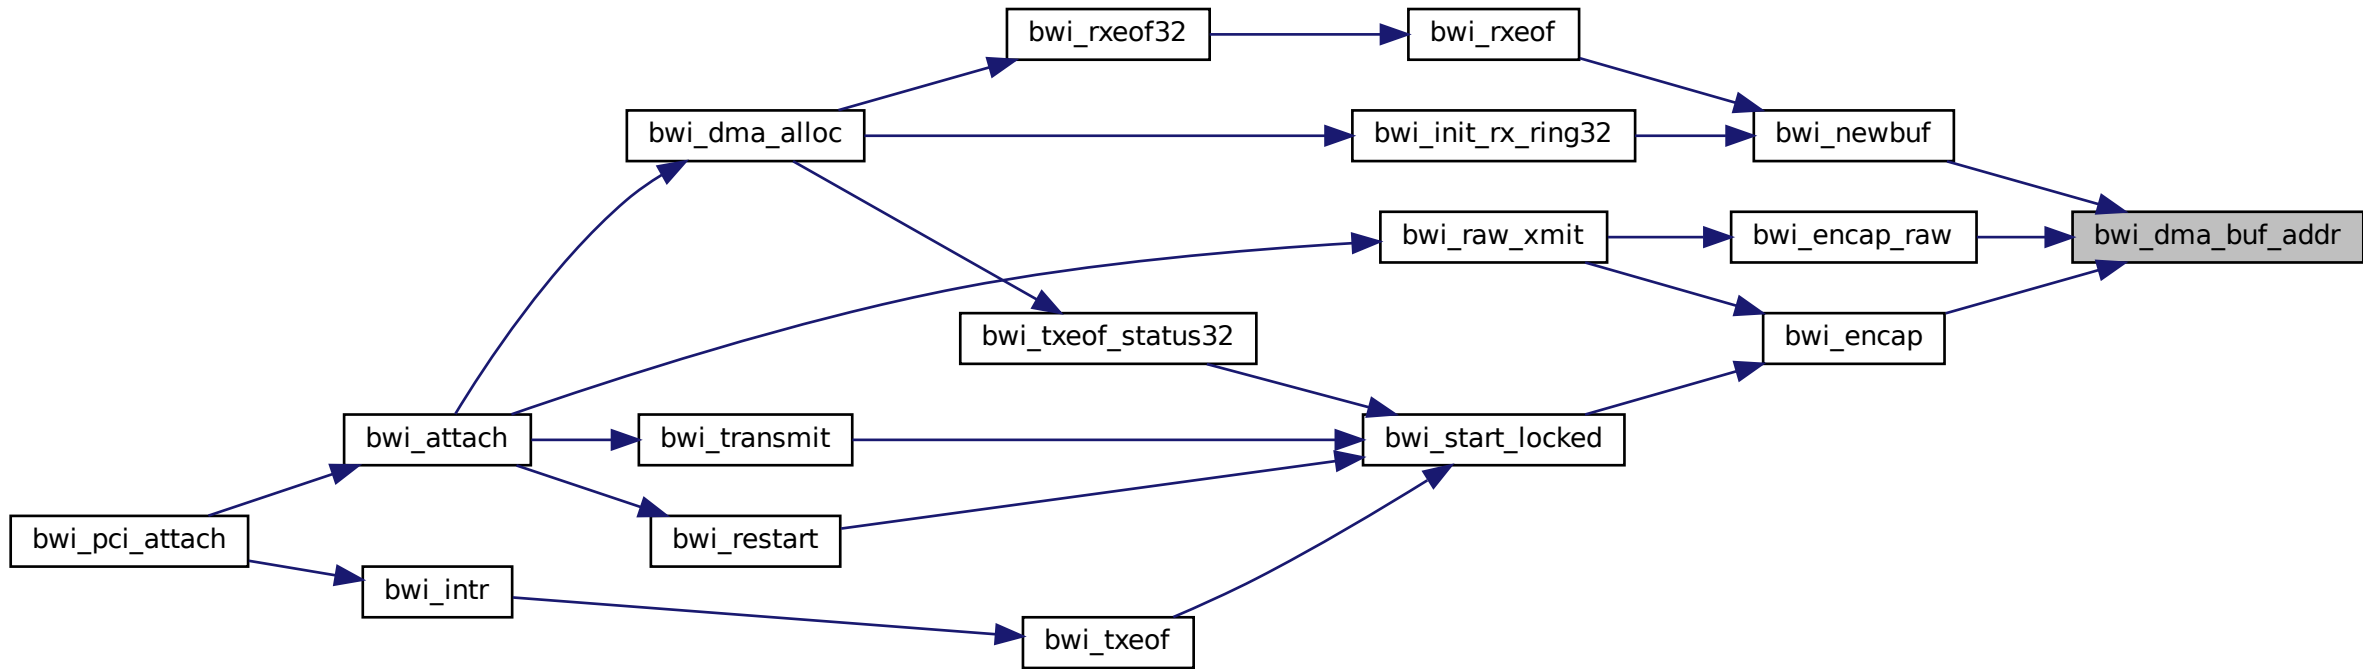 bwi_rxeof32
bwi_rxeof
bwi_dma_alloc
bwi_init_rx_ring32
bwi_newbuf
bwi_raw_xmit
bwi_encap_raw
bwi_dma_buf_addr
bwi_txeof_status32
bwi_encap
bwi_attach
bwi_transmit
bwi_start_locked
bwi_pci_attach
bwi_restart
bwi_intr
bwi_txeof